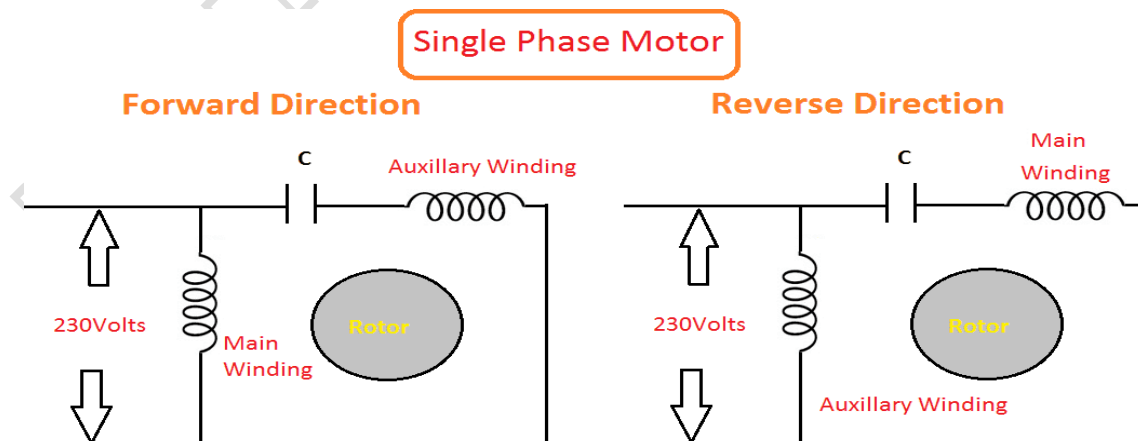 Single Phase Motor
Forward Direction
Reverse Direction
C
Auxillary Winding
230Volts
Main
Winding
Rotor
C
Main
Winding
230Volts
Rotor
Auxillary Winding